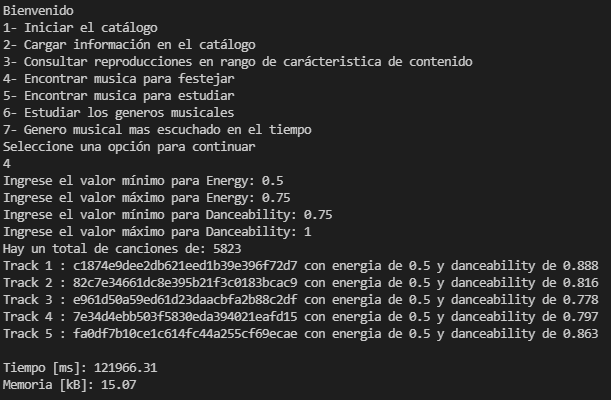 Bienvenido
1- Iniciar el catálogo
2- Cargar información en el catálogo
3- Consultar reproducciones en rango de carácteristica de contenido
4- Encontrar musica para festejar
5- Encontrar musica para estudiar
6- Estudiar los generos musicales
7- Genero musical mas escuchado en el tiempo
Seleccione una opción para continuar
4
Ingrese el valor mínimo para Energy: 0.5
Ingrese el valor máximo para Energy: 0.75
Ingrese el valor mínimo para Danceability: 0.75
Ingrese el valor máximo para Danceability: 1
Hay un total de canciones de: 5823
Track 1 : c1874e9dee2db621eed1b39e396f72d7 con energia de 0.5 y danceability de 0.888
Track 2 : 82c7e34661dc8e395b21f3c0183bcac9 con energia de 0.5 y danceability de 0.816
Track 3 : e961d50a59ed61d23daacbfa2b88c2df con energia de 0.5 y danceability de 0.778
Track 4 : 7e34d4ebb503f5830eda394021eafd15 con energia de 0.5 y danceability de 0.797
Track 5 : fa0df7b10ce1c614fc44a255cf69ecae con energia de 0.5 y danceability de 0.863
Tiempo [ms]: 121966.31
Memoria [kB]: 15.07